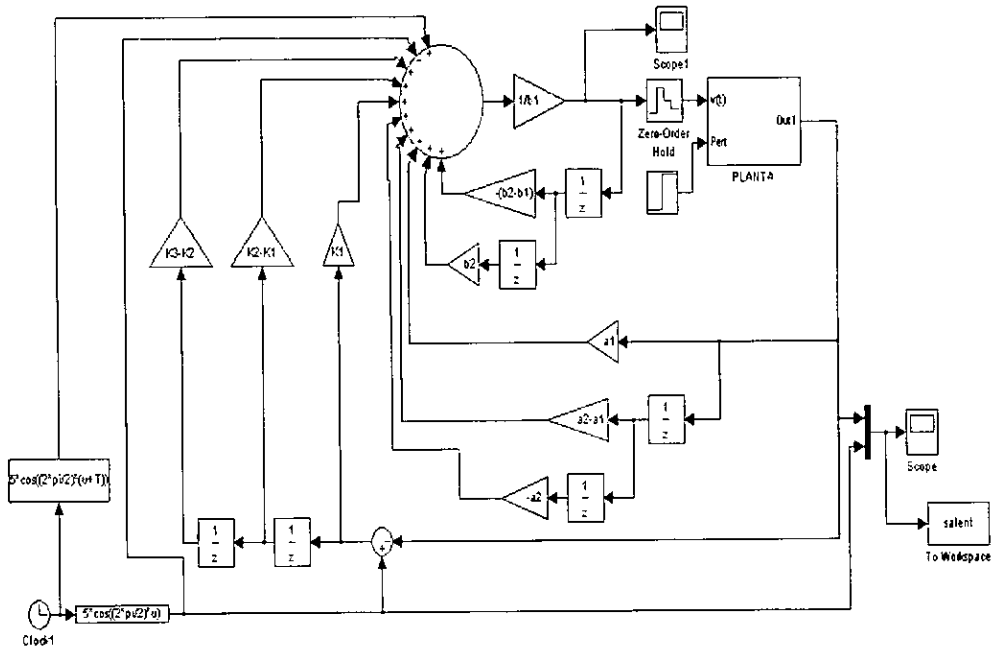 Scope1
1/b1
Zero-Order
Hold
v(t)
Pert
Out1
PLANTA
-(b2-b1)
1
z
K3-K2
K2-K1
K1
b2
1
z
a1
a2-a1
1
z
Scope
5*cos((2*pi/2)*(u+T))
-a2
1
z
1
z
1
z
salent
To Workspace
5*cos((2*pi/2)*u)
Clock1